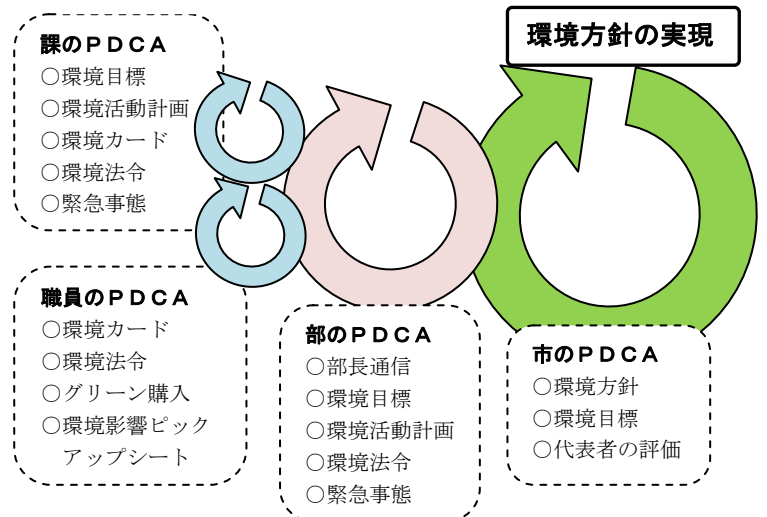 環境方針の実現
課のＰＤＣＡ
○環境目標
○環境活動計画
○環境カード
○環境法令
○緊急事態
職員のＰＤＣＡ
○環境カード
○環境法令
○グリーン購入
○環境影響ピック
アップシート
部のＰＤＣＡ
○部長通信
○環境目標
○環境活動計画
○環境法令
○緊急事態
市のＰＤＣＡ
○環境方針
○環境目標
○代表者の評価